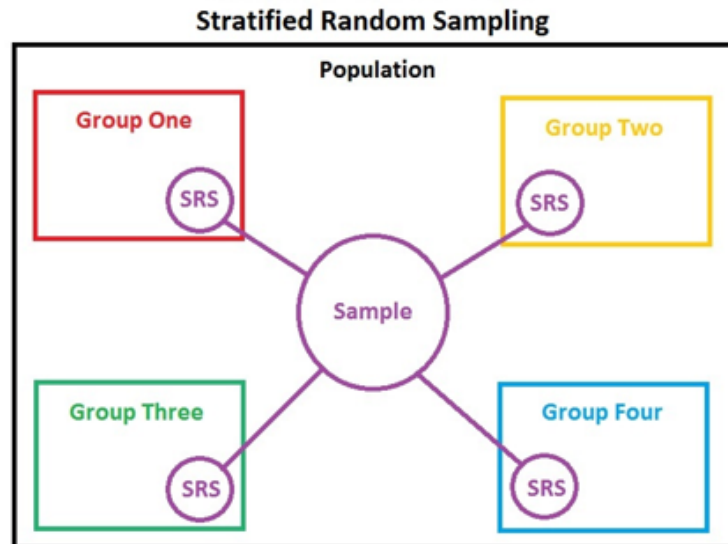 Stratified Random Sampling
Population
Group One
SRS
Group Two
SRS
Sample
Group Three
SRS
Group Four
SRS